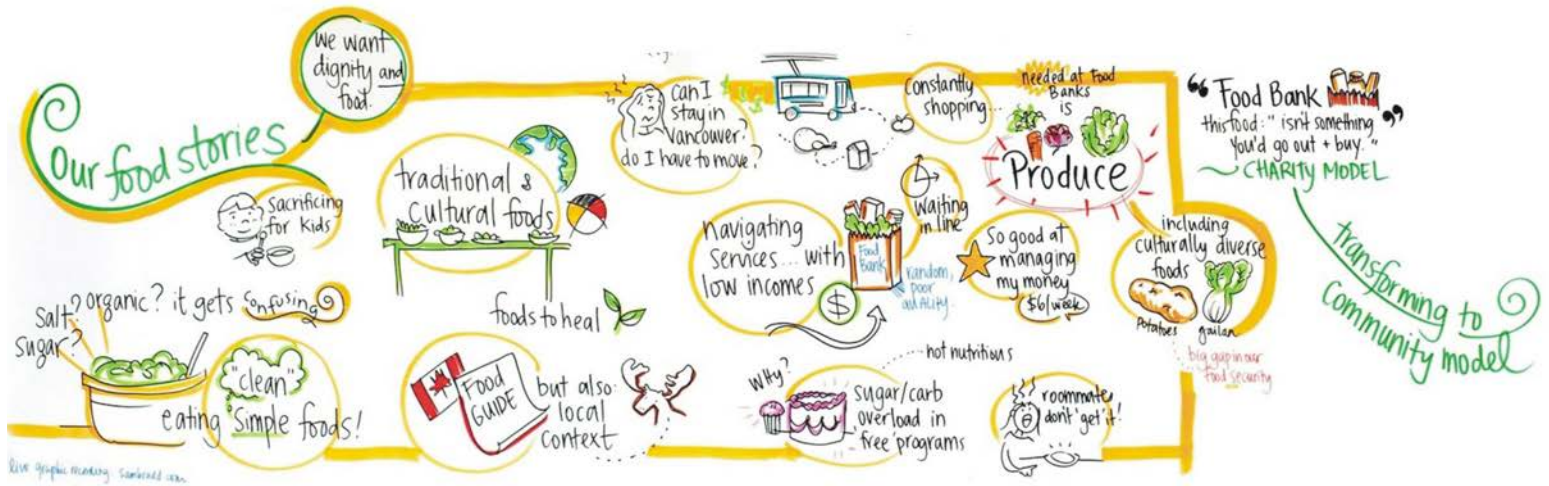 Our food stories
we want
dignity and
food.
Sacrificing
for kids
Salt? organic? it gets confusing
Sugar?
"clean"
eating simple foods!
traditional &
cultural foods
foods to heal
Food
GUIDE
but also:
local
context
can I
stay in
Vancouver?
do I have to move?
Constantly
shopping...
needed at Food
Banks
is
Produce
navigating
services... with
low incomes
$
Food
Bank
random,
poor
quality
waiting
in line
So good at
managing
my money
$6/week
including
culturally diverse
foods
Potatoes
gailan
big gap in our
food security
WHY?
not nutritious
sugar/carb
overload in
'free' programs
roommates
don't 'get' it!
"Food Bank
this food: "isn't something
you'd go out + buy.""
~ CHARITY MODEL
transforming to
community model
live graphic recording